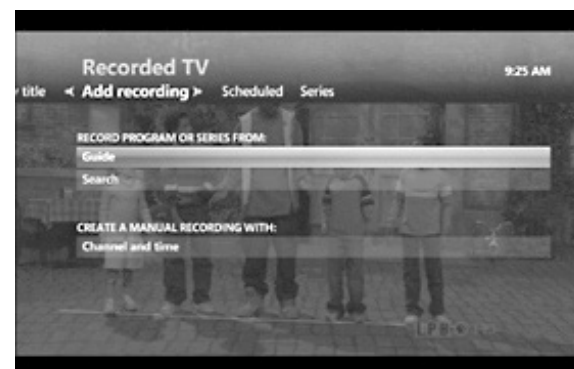 Recorded TV
9:25 AM
title < Add recording > Scheduled Series
RECORD PROGRAM OR SERIES FROM:
Guide
Search
CREATE A MANUAL RECORDING WITH:
Channel and time